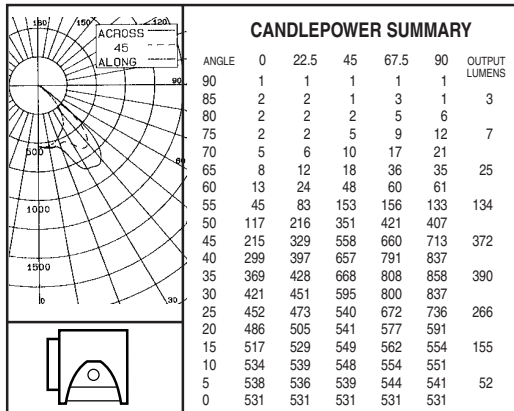 180 150 120
ACROSS
45
ALONG
90
500
60
1000
1500
0 30
CANDLEPOWER SUMMARY
ANGLE 0 22.5 45 67.5 90 OUTPUT LUMENS
90 1 1 1 1 1
85 2 2 1 3 1 3
80 2 2 2 5 6
75 2 2 5 9 12 7
70 5 6 10 17 21
65 8 12 18 36 35 25
60 13 24 48 60 61
55 45 83 153 156 133 134
50 117 216 351 421 407
45 215 329 558 660 713 372
40 299 397 657 791 837
35 369 428 668 808 858 390
30 421 451 595 800 837
25 452 473 540 672 736 266
20 486 505 541 577 591
15 517 529 549 562 554 155
10 534 539 548 554 551
5 538 536 539 544 541 52
0 531 531 531 531 531